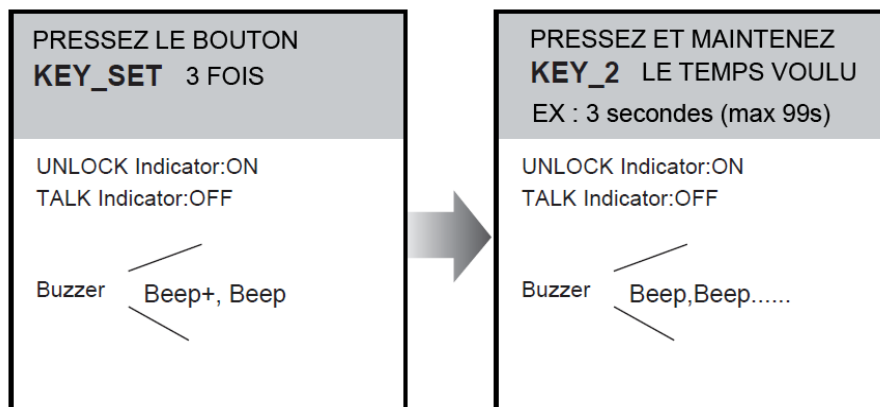 PRESSEZ LE BOUTON
KEY_SET 3 FOIS
UNLOCK Indicator:ON
TALK Indicator:OFF
Buzzer Beep+, Beep
PRESSEZ ET MAINTENEZ
KEY_2 LE TEMPS VOULU
EX : 3 secondes (max 99s)
UNLOCK Indicator:ON
TALK Indicator:OFF
Buzzer Beep,Beep......